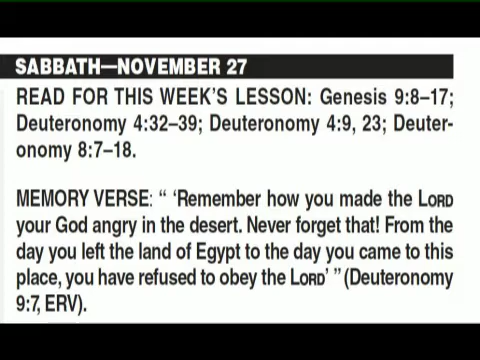 SABBATH—NOVEMBER 27
READ FOR THIS WEEK'S LESSON: Genesis 9:8–17;
Deuteronomy 4:32–39; Deuteronomy 4:9, 23; Deuter-
onomy 8:7–18.
MEMORY VERSE: “ ‘Remember how you made the LORD
your God angry in the desert. Never forget that! From the
day you left the land of Egypt to the day you came to this
place, you have refused to obey the LORD’ ” (Deuteronomy
9:7, ERV).